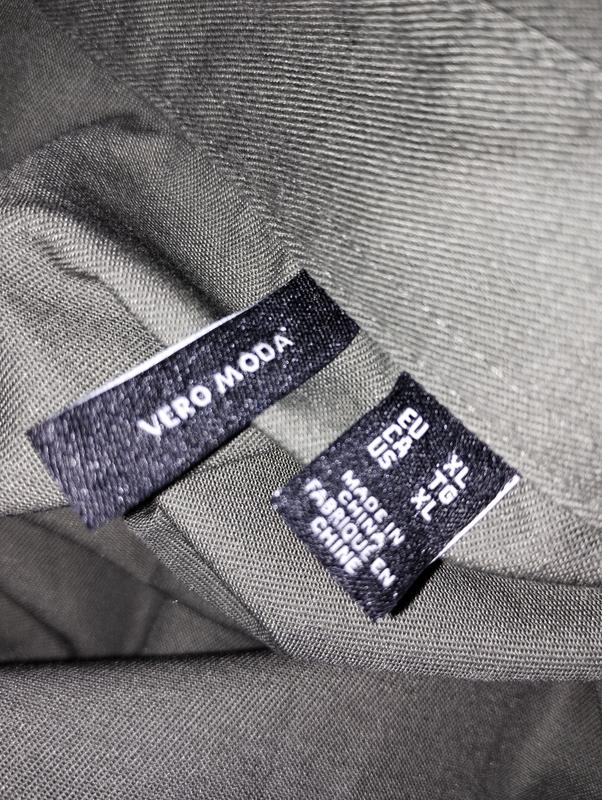 VERO MODA
EU XL
CA TG
US XL
MADE IN
CHINA
FABRIQUÉ EN
CHINE